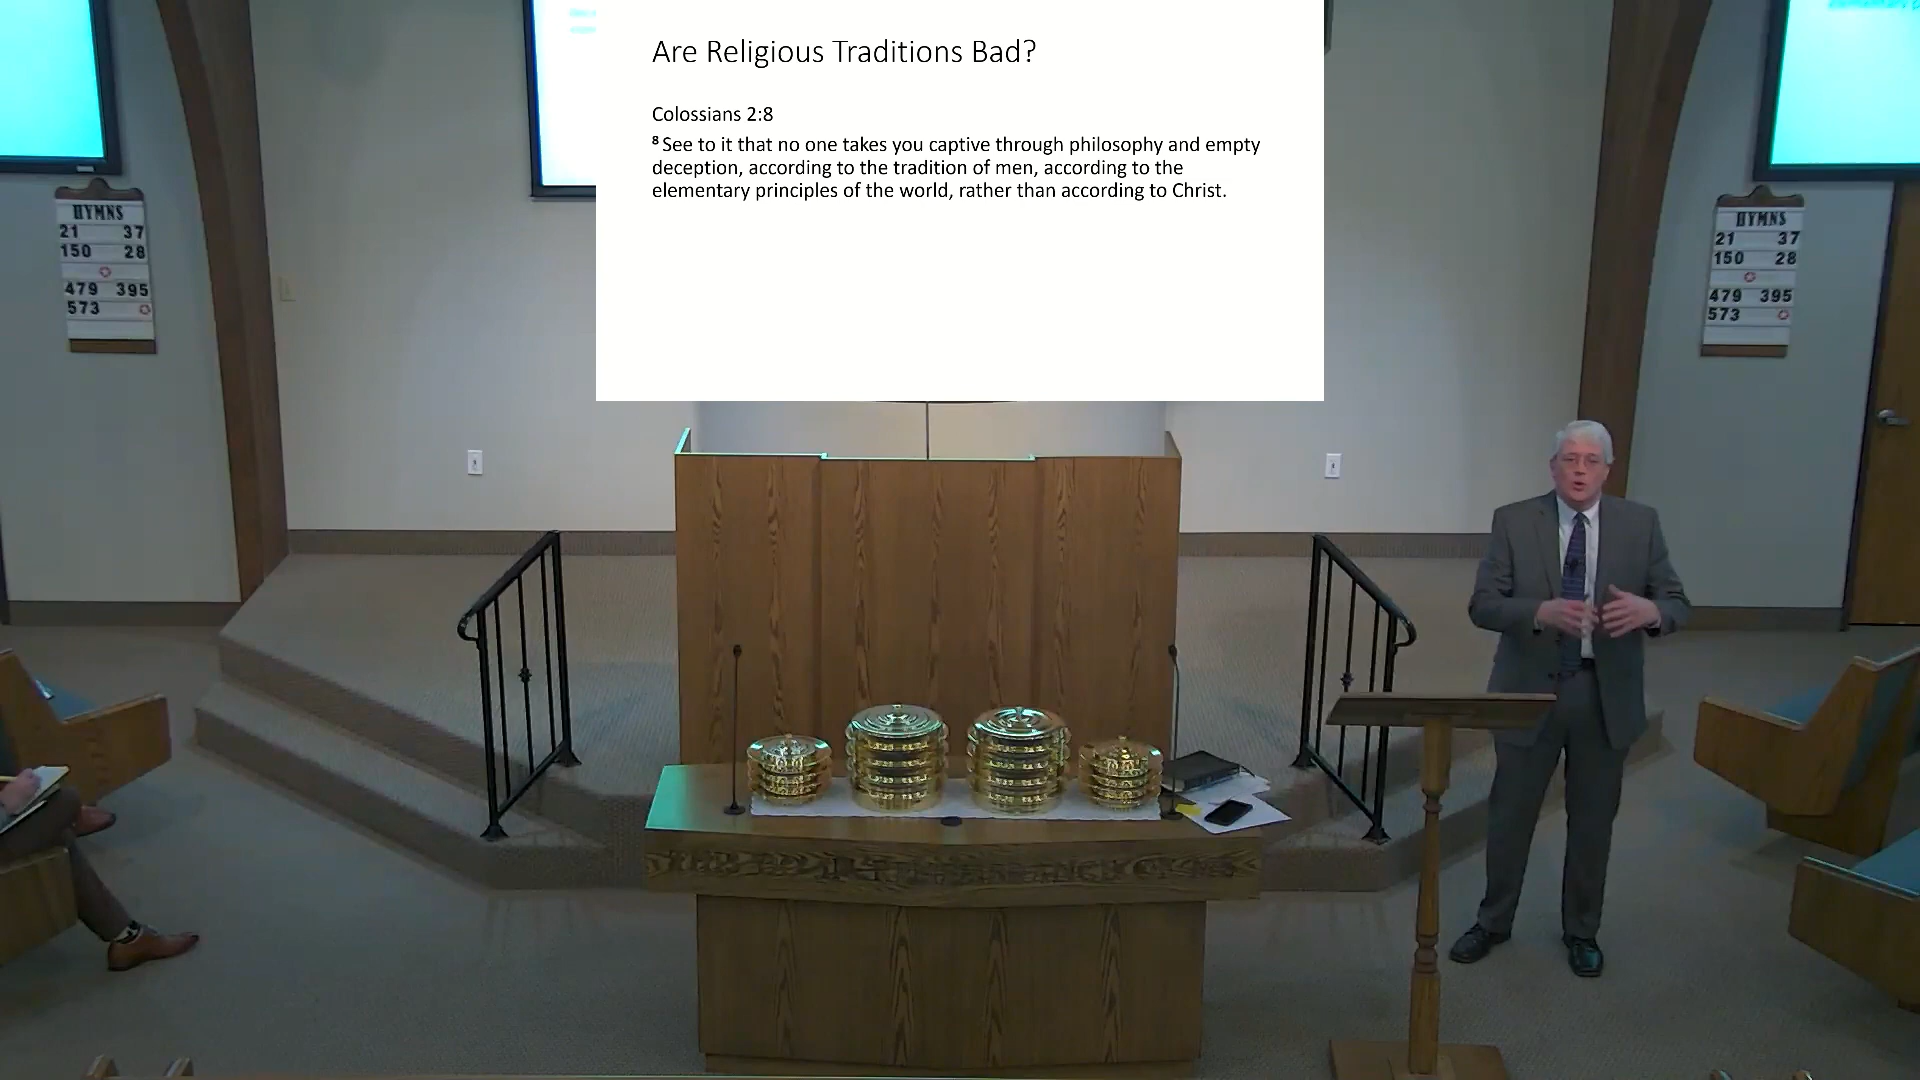 Are Religious Traditions Bad?
Colossians 2:8
8 See to it that no one takes you captive through philosophy and empty
deception, according to the tradition of men, according to the
elementary principles of the world, rather than according to Christ.
HYMNS
21 37
150 28
479 395
573
HYMNS
21 37
150 28
479 395
573